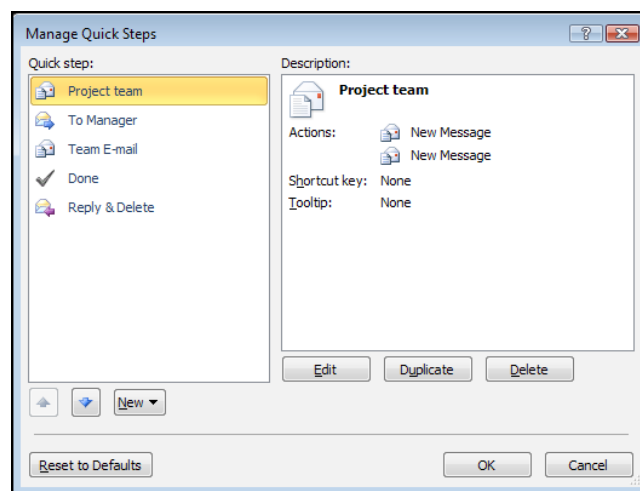 Manage Quick Steps
Quick step:
Project team
To Manager
Team E-mail
Done
Reply & Delete
New
Description:
Project team
Actions: New Message
New Message
Shortcut key: None
Tooltip: None
Edit Duplicate Delete
Reset to Defaults OK Cancel